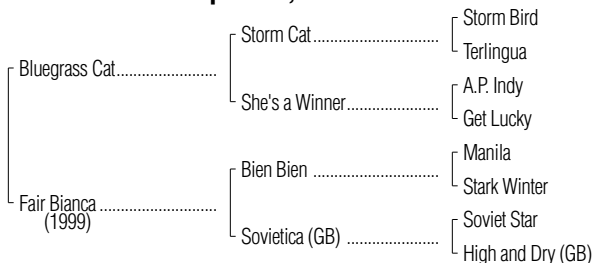 Storm Bird
Storm Cat
Terlingua
Bluegrass Cat
A.P. Indy
She's a Winner
Get Lucky
Manila
Bien Bien
Stark Winter
Fair Bianca
(1999)
Soviet Star
Sovietica (GB)
High and Dry (GB)